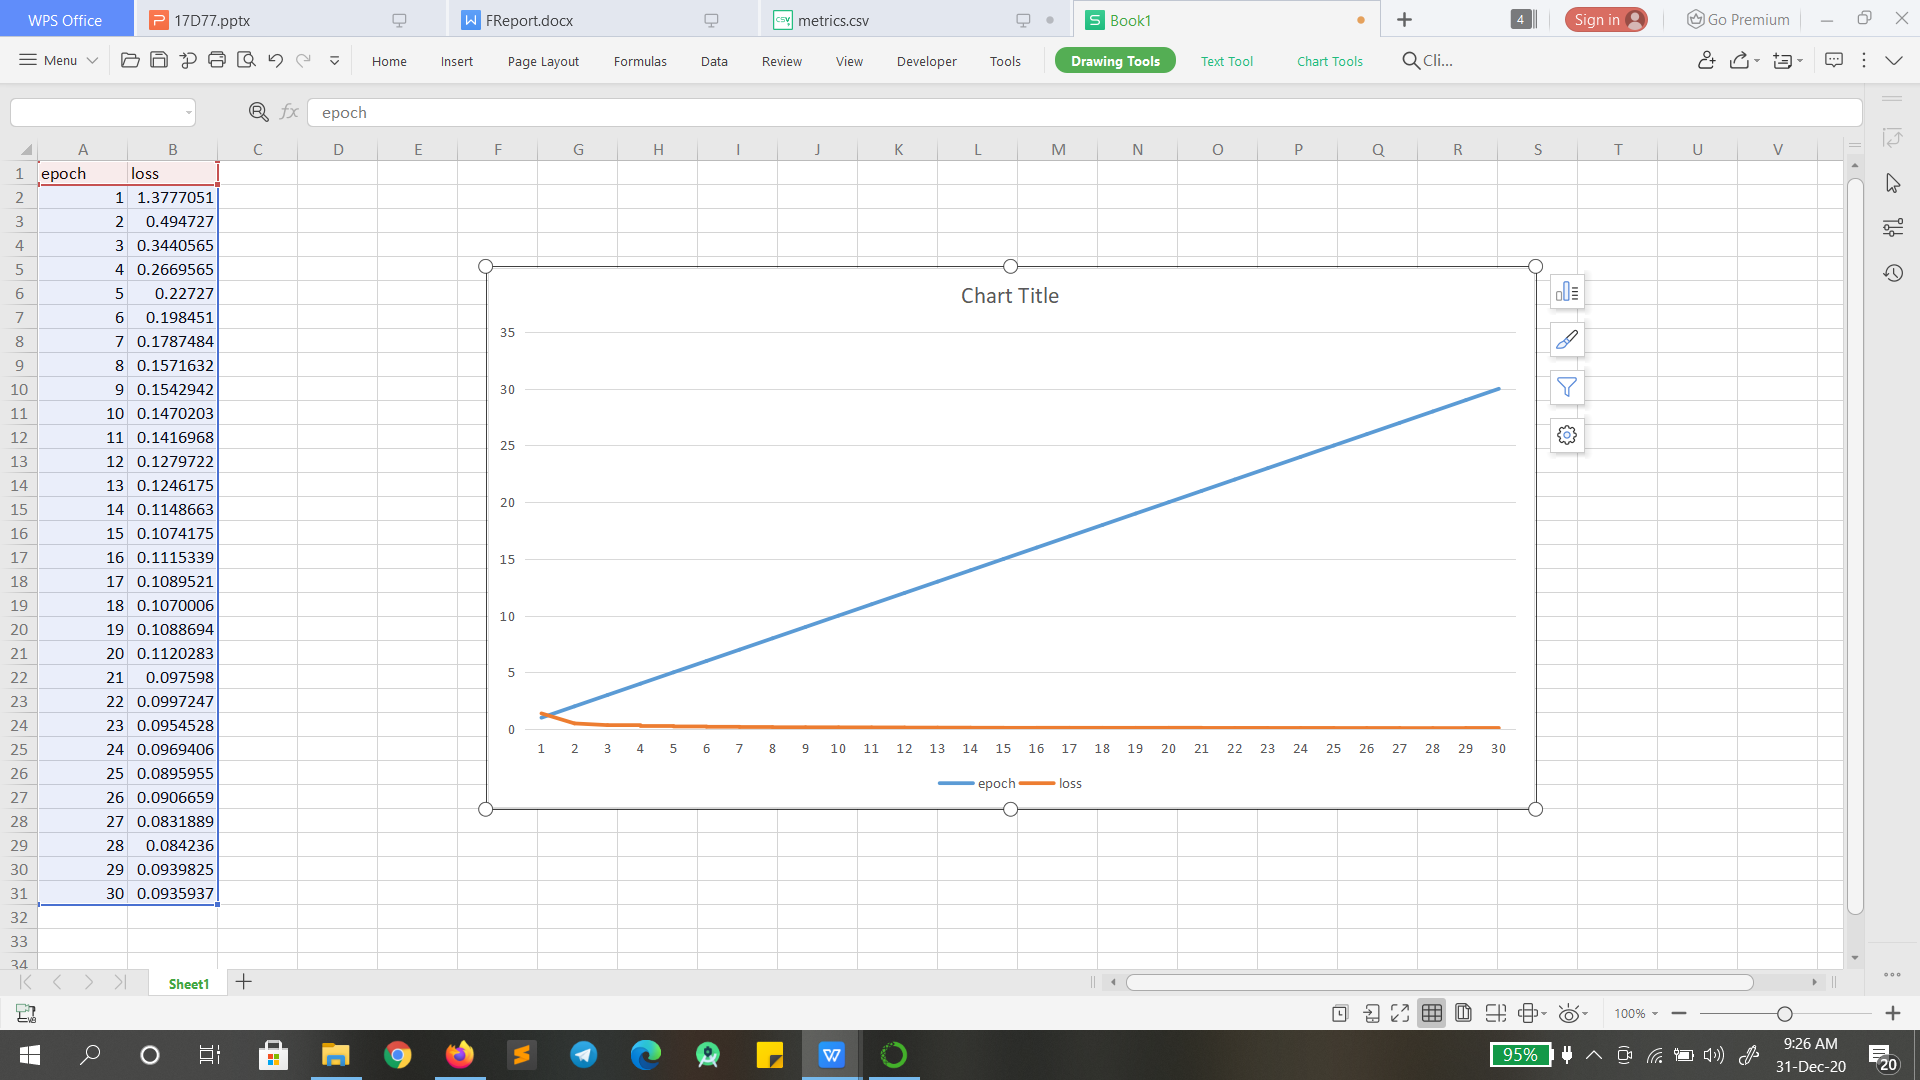 WPS Office 17D77.pptx FReport.docx metrics.csv Book1 4 Sign in Go Premium
Menu Home Insert Page Layout Formulas Data Review View Developer Tools Drawing Tools Text Tool Chart Tools Cli...
fx epoch
A B C D E F G H I J K L M N O P Q R S T U V
1 epoch loss
2 1 1.3777051
3 2 0.494727
4 3 0.3440565
5 4 0.2669565
6 5 0.22727
7 6 0.198451
8 7 0.1787484
9 8 0.1571632
10 9 0.1542942
11 10 0.1470203
12 11 0.1416968
13 12 0.1279722
14 13 0.1246175
15 14 0.1148663
16 15 0.1074175
17 16 0.1115339
18 17 0.1089521
19 18 0.1070006
20 19 0.1088694
21 20 0.1120283
22 21 0.097598
23 22 0.0997247
24 23 0.0954528
25 24 0.0969406
26 25 0.0895955
27 26 0.0906659
28 27 0.0831889
29 28 0.084236
30 29 0.0939825
31 30 0.0935937
32
33
34
Chart Title
35
30
25
20
15
10
5
0
1 2 3 4 5 6 7 8 9 10 11 12 13 14 15 16 17 18 19 20 21 22 23 24 25 26 27 28 29 30
epoch loss
Sheet1
100%
95% 9:26 AM
31-Dec-20 20